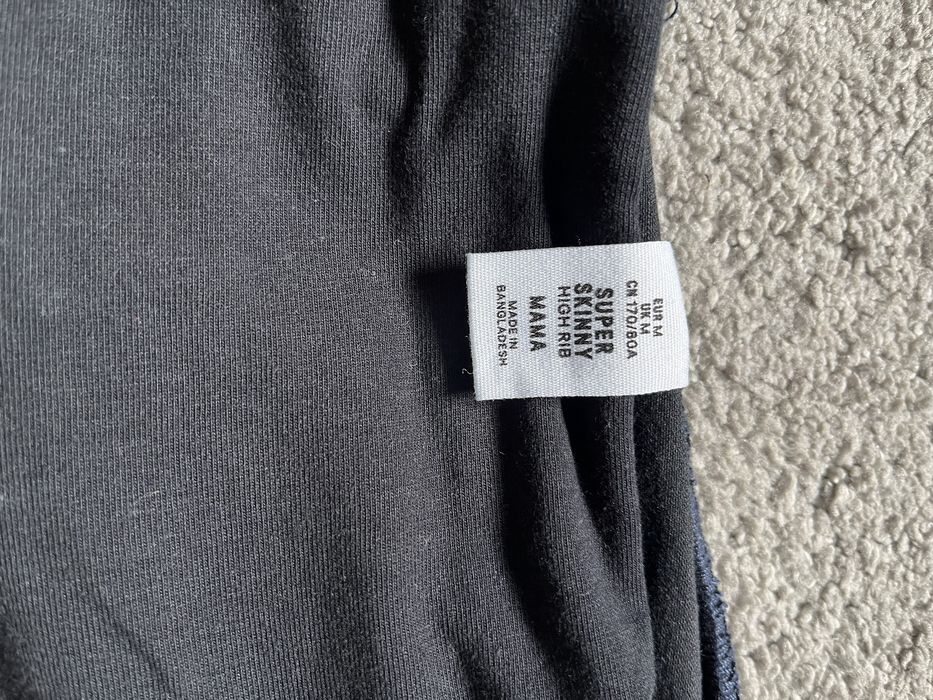 EUR M
UK M
CN 170/80A
SUPER
SKINNY
HIGH RIB
MAMA
MADE IN
BANGLADESH